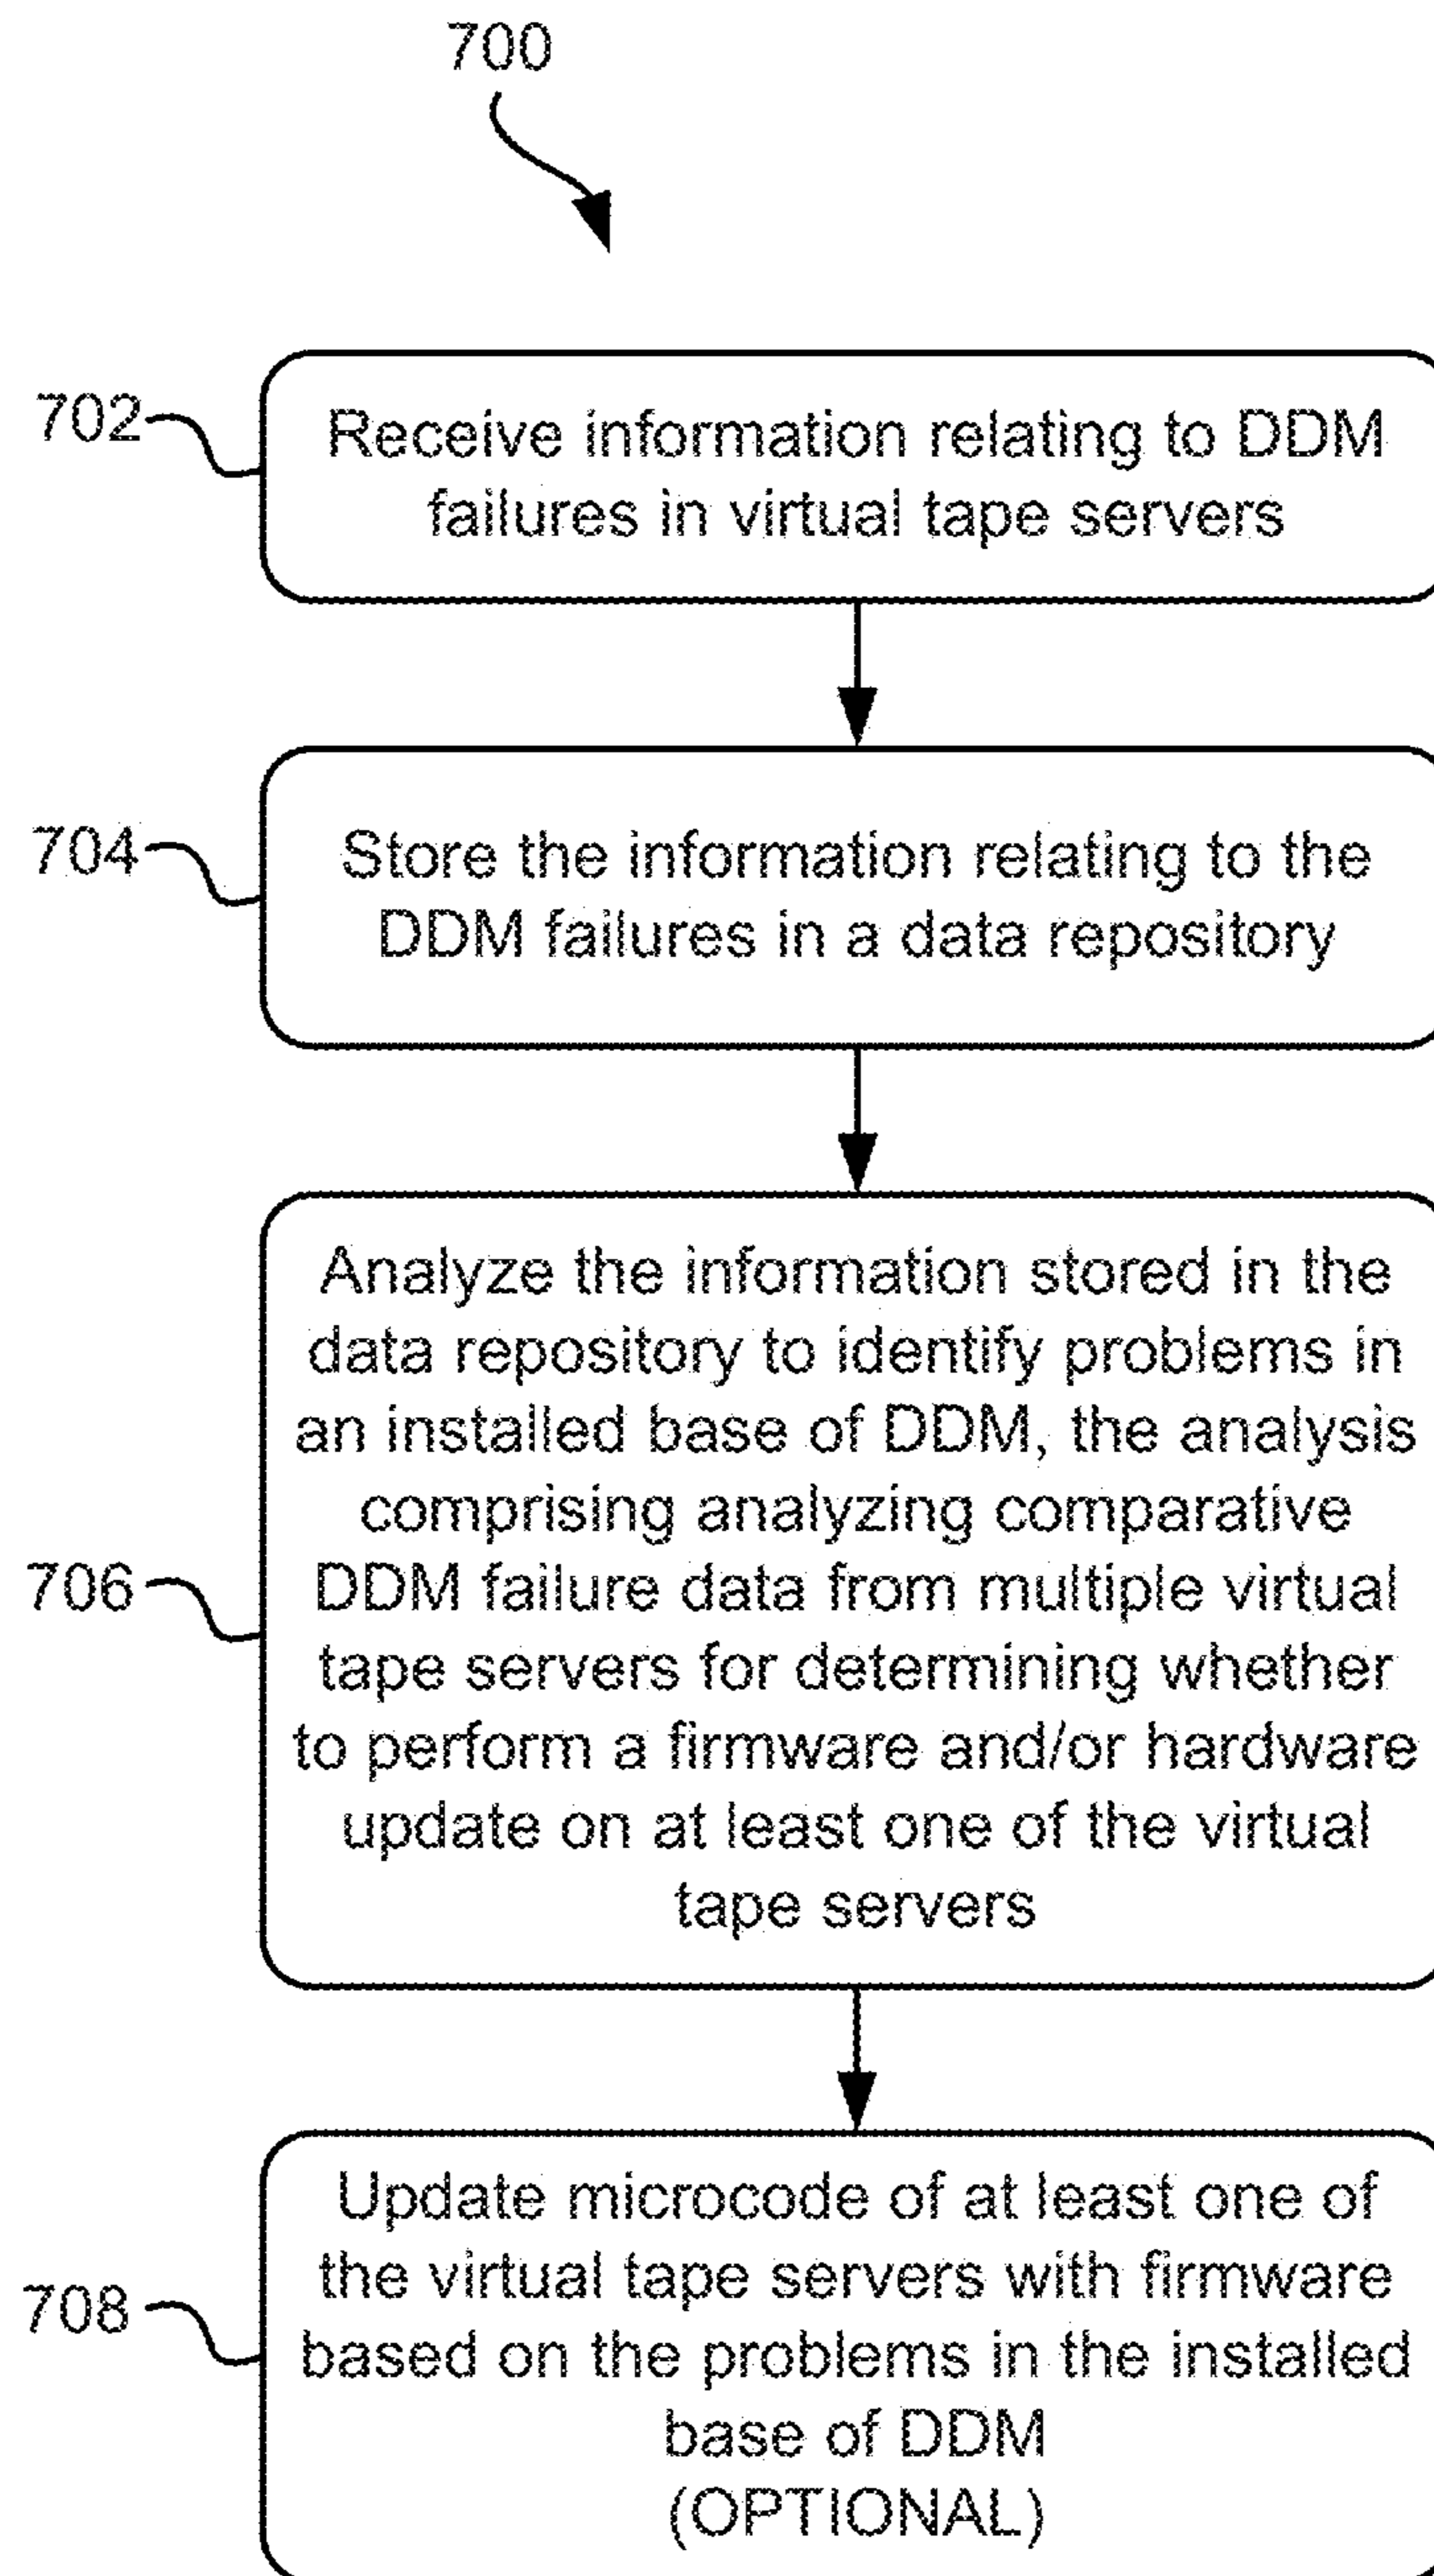 700
702
Receive information relating to DDM
failures in virtual tape servers
704
Store the information relating to the
DDM failures in a data repository
706
Analyze the information stored in the
data repository to identify problems in
an installed base of DDM, the analysis
comprising analyzing comparative
DDM failure data from multiple virtual
tape servers for determining whether
to perform a firmware and/or hardware
update on at least one of the virtual
tape servers
708
Update microcode of at least one of
the virtual tape servers with firmware
based on the problems in the installed
base of DDM
(OPTIONAL)